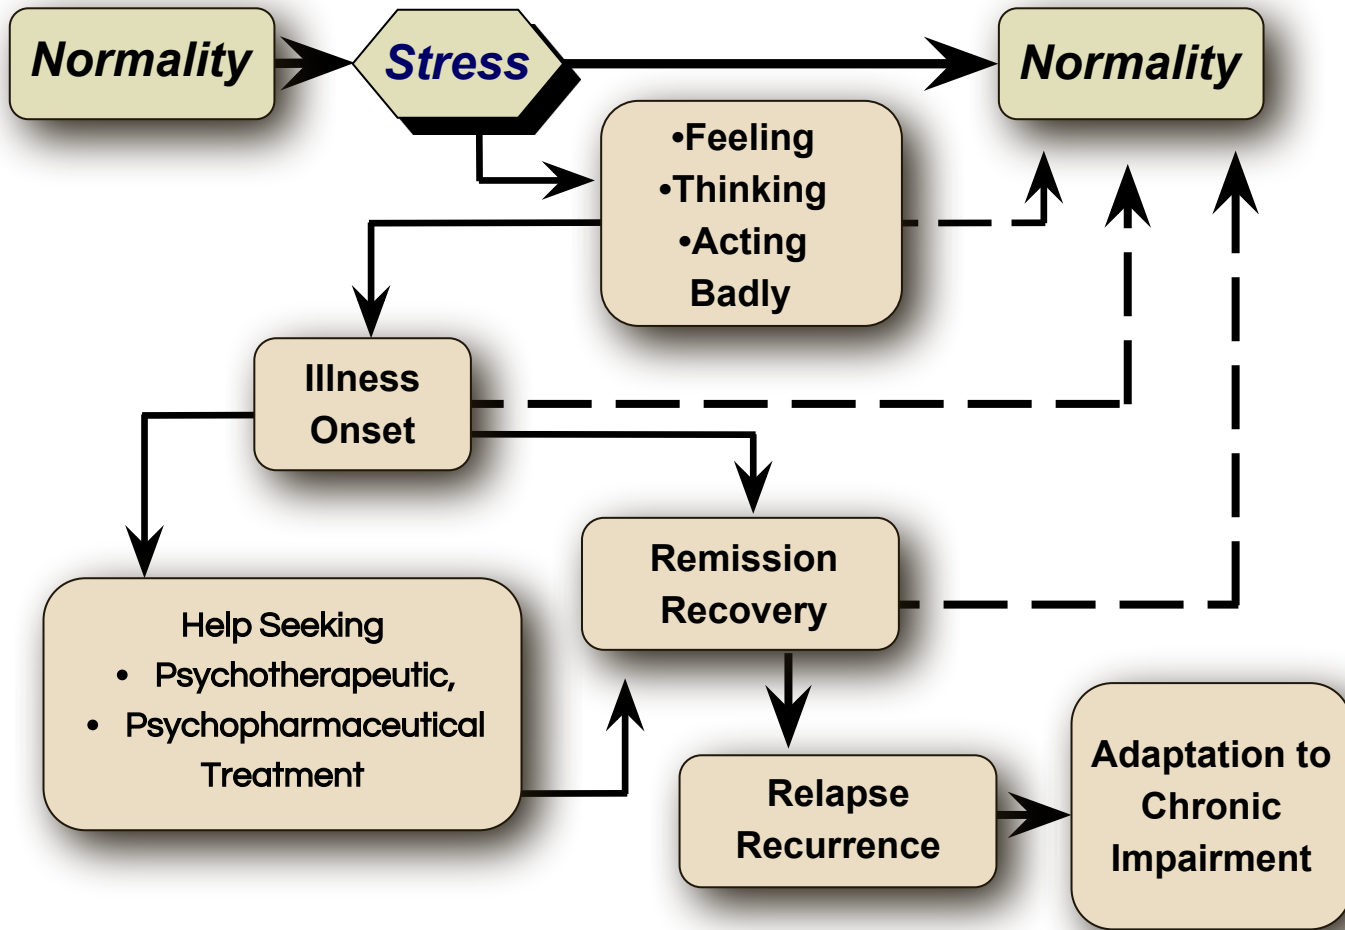 Normality
Stress
Normality
•Feeling
•Thinking
•Acting
Badly
Illness
Onset
Remission
Recovery
Help Seeking
• Psychotherapeutic,
• Psychopharmaceutical
Treatment
Relapse
Recurrence
Adaptation to
Chronic
Impairment